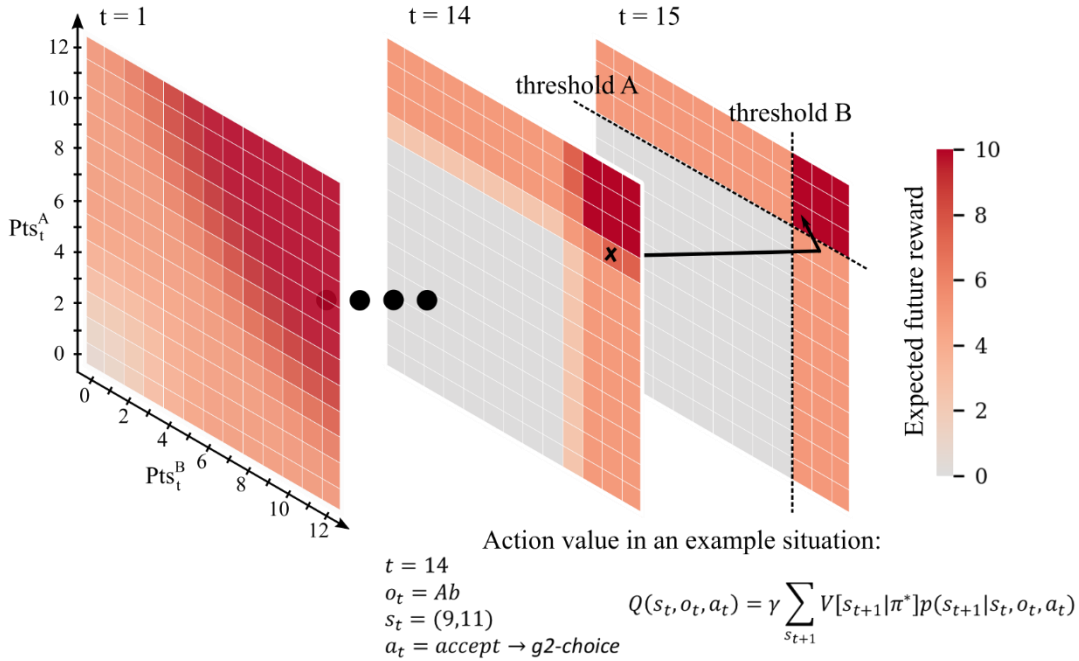 t = 1
t = 14
t = 15
threshold A
threshold B
12
10
8
6
4
2
0
Pts_t^A
0
2
4
6
8
10
12
Pts_t^B
x
Expected future reward
10
8
6
4
2
0
Action value in an example situation:
t = 14
o_t = Ab
s_t = (9,11)
a_t = accept → g2-choice
Q(s_t, o_t, a_t) = γ ∑_{s_{t+1}} V[s_{t+1}|π*]p(s_{t+1}|s_t, o_t, a_t)